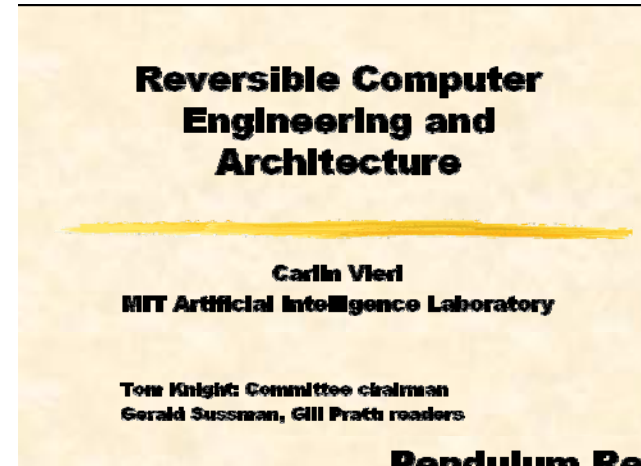 Reversible Computer
Engineering and
Architecture
Carlin Vieri
MIT Artificial Intelligence Laboratory
Tom Knight: Committee chairman
Gerald Sussman, Gill Pratt: readers
Pendulum